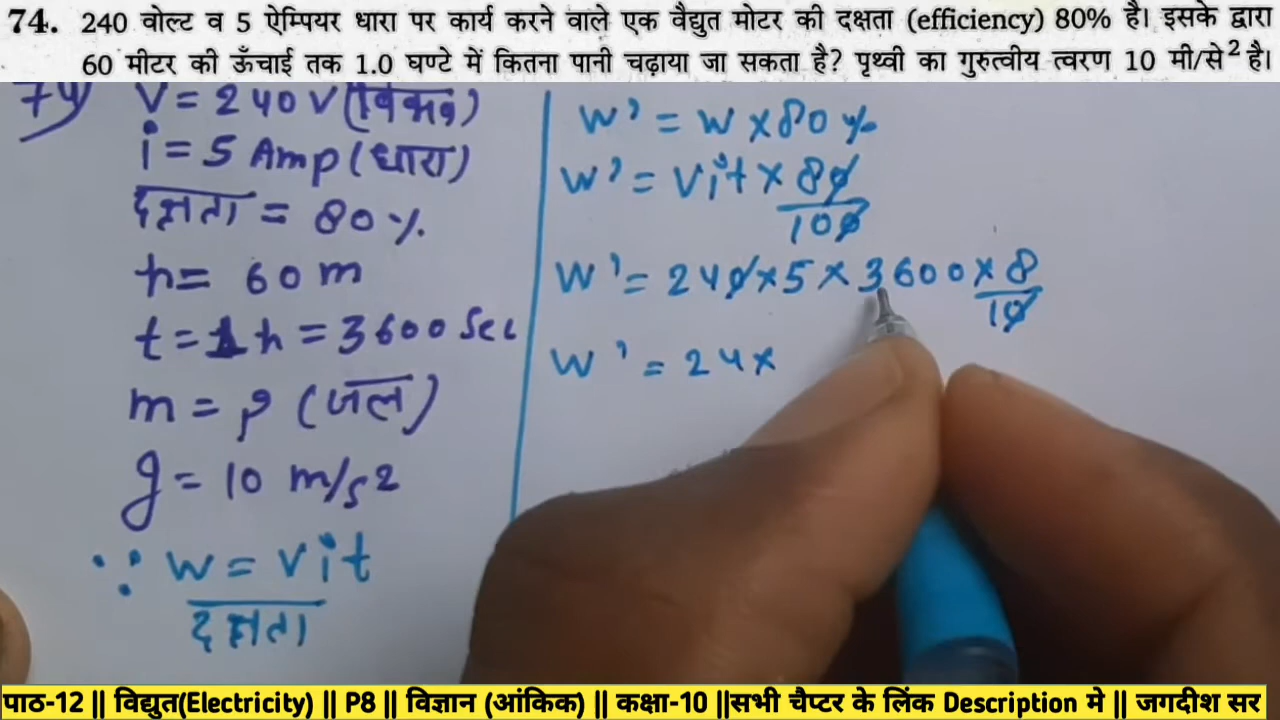 74. 240 वोल्ट व 5 ऐम्पियर धारा पर कार्य करने वाले एक वैद्युत मोटर की दक्षता (efficiency) 80% है। इसके द्वारा
60 मीटर की ऊँचाई तक 1.0 घण्टे में कितना पानी चढ़ाया जा सकता है? पृथ्वी का गुरुत्वीय त्वरण 10 मी/से² है।
74) V = 240 V (विभव)
i = 5 Amp (धारा)
दक्षता = 80 %.
h = 60 m
t = 1h = 3600 Sec
m = ? (जल)
g = 10 m/s2
∵ W = Vit
दक्षता
W' = W × 80 %
W' = Vit × 80/100
W' = 240 × 5 × 3600 × 8/10
W' = 24 ×
पाठ-12 || विद्युत(Electricity) || P8 || विज्ञान (आंकिक) || कक्षा-10 ||सभी चैप्टर के लिंक Description मे || जगदीश सर